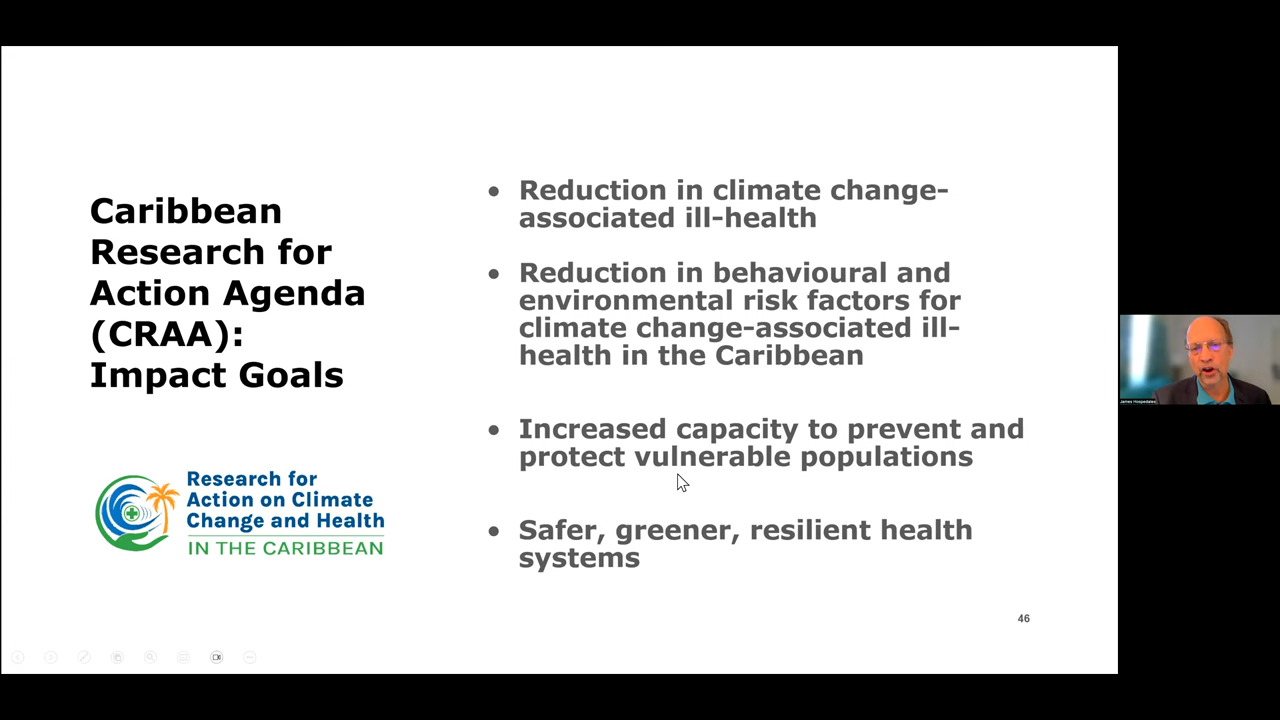 Caribbean
Research for
Action Agenda
(CRAA):
Impact Goals
Research for
Action on Climate
Change and Health
IN THE CARIBBEAN
• Reduction in climate change-
associated ill-health
• Reduction in behavioural and
environmental risk factors for
climate change-associated ill-
health in the Caribbean
• Increased capacity to prevent and
protect vulnerable populations
• Safer, greener, resilient health
systems
46
James Hospedales